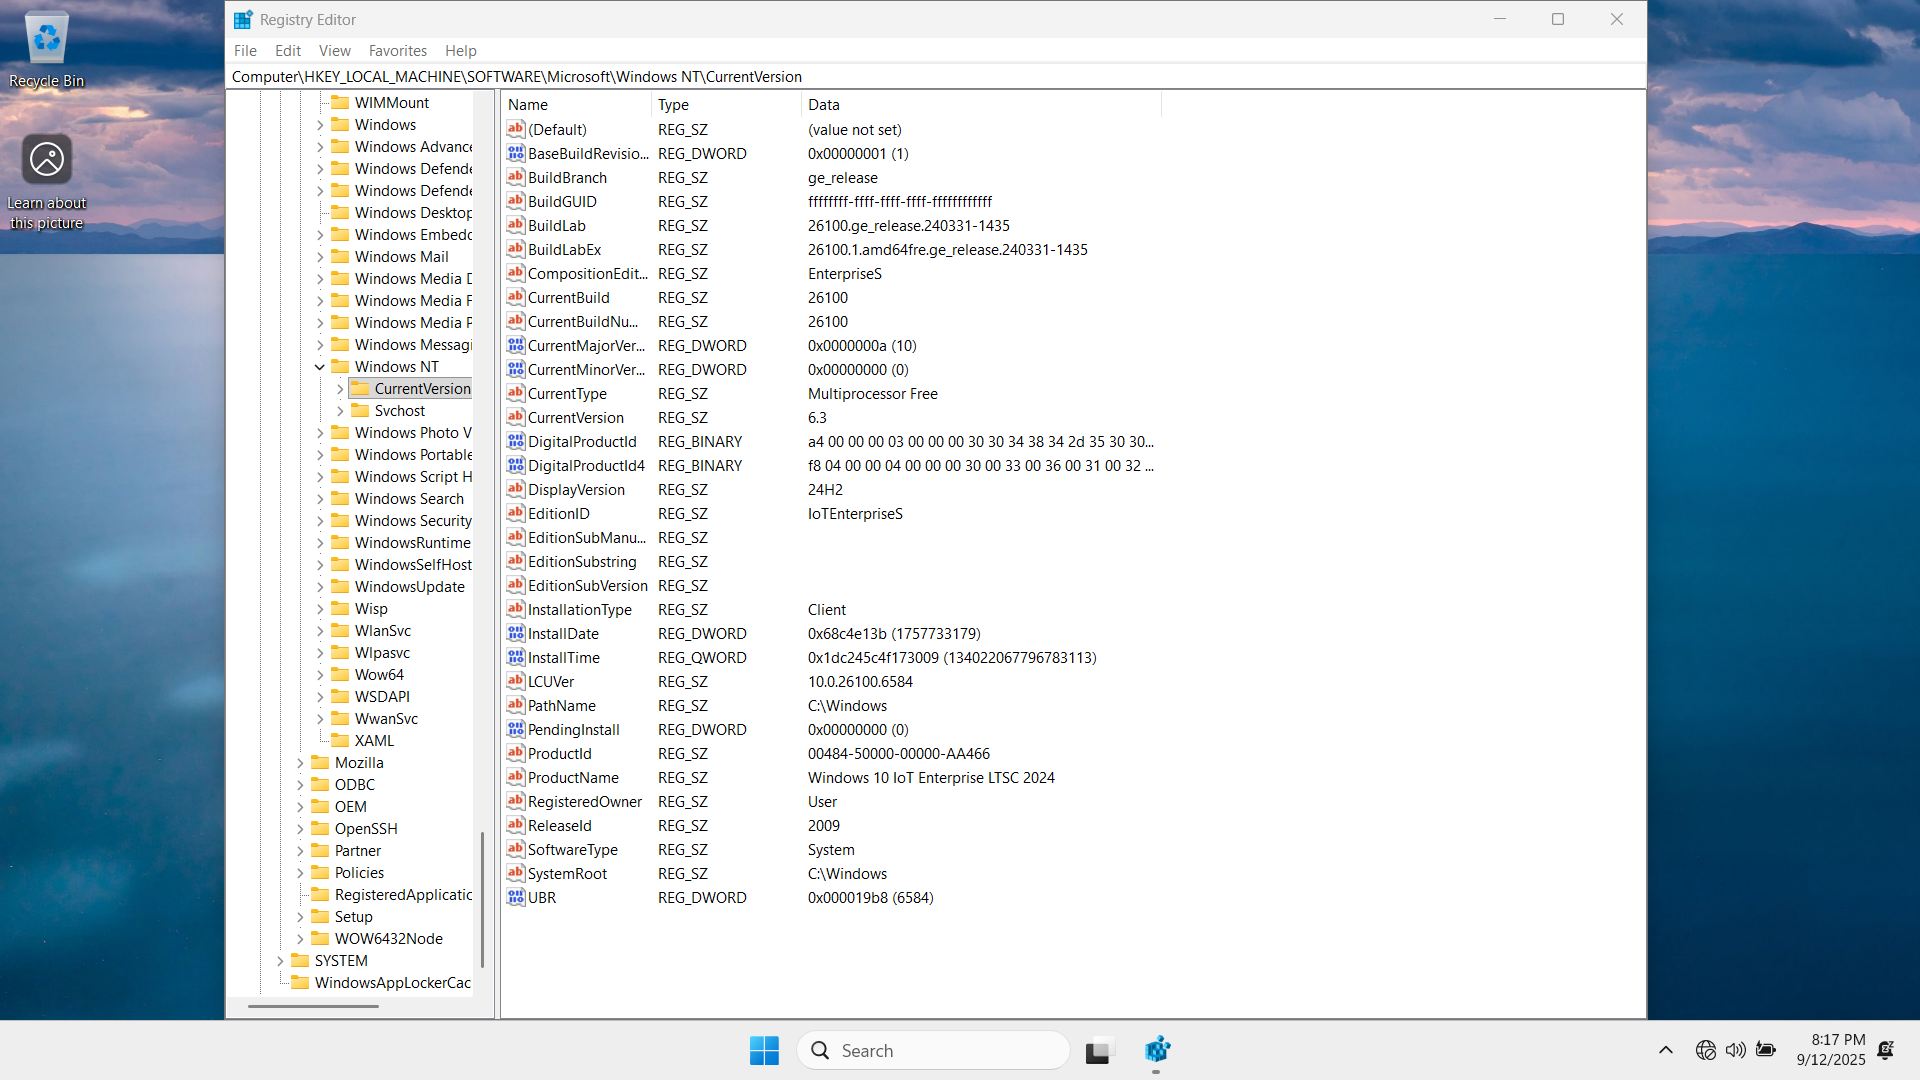 Recycle Bin
Learn about
this picture
Registry Editor
File Edit View Favorites Help
Computer\HKEY_LOCAL_MACHINE\SOFTWARE\Microsoft\Windows NT\CurrentVersion
WIMMount
Windows
Windows Advance
Windows Defende
Windows Defende
Windows Desktop
Windows Embedd
Windows Mail
Windows Media D
Windows Media F
Windows Media P
Windows Messagi
Windows NT
CurrentVersion
Svchost
Windows Photo V
Windows Portable
Windows Script H
Windows Search
Windows Security
WindowsRuntime
WindowsSelfHost
WindowsUpdate
Wisp
WlanSvc
Wlpasvc
Wow64
WSDAPI
WwanSvc
XAML
Mozilla
ODBC
OEM
OpenSSH
Partner
Policies
RegisteredApplicatio
Setup
WOW6432Node
SYSTEM
WindowsAppLockerCac
Name Type Data
(Default) REG_SZ (value not set)
BaseBuildRevisio... REG_DWORD 0x00000001 (1)
BuildBranch REG_SZ ge_release
BuildGUID REG_SZ ffffffff-ffff-ffff-ffff-ffffffffffff
BuildLab REG_SZ 26100.ge_release.240331-1435
BuildLabEx REG_SZ 26100.1.amd64fre.ge_release.240331-1435
CompositionEdit... REG_SZ EnterpriseS
CurrentBuild REG_SZ 26100
CurrentBuildNu... REG_SZ 26100
CurrentMajorVer... REG_DWORD 0x0000000a (10)
CurrentMinorVer... REG_DWORD 0x00000000 (0)
CurrentType REG_SZ Multiprocessor Free
CurrentVersion REG_SZ 6.3
DigitalProductId REG_BINARY a4 00 00 00 03 00 00 00 30 30 34 38 34 2d 35 30 30...
DigitalProductId4 REG_BINARY f8 04 00 00 04 00 00 00 30 00 33 00 36 00 31 00 32 ...
DisplayVersion REG_SZ 24H2
EditionID REG_SZ IoTEnterpriseS
EditionSubManu... REG_SZ
EditionSubstring REG_SZ
EditionSubVersion REG_SZ
InstallationType REG_SZ Client
InstallDate REG_DWORD 0x68c4e13b (1757733179)
InstallTime REG_QWORD 0x1dc245c4f173009 (134022067796783113)
LCUVer REG_SZ 10.0.26100.6584
PathName REG_SZ C:\Windows
PendingInstall REG_DWORD 0x00000000 (0)
ProductId REG_SZ 00484-50000-00000-AA466
ProductName REG_SZ Windows 10 IoT Enterprise LTSC 2024
RegisteredOwner REG_SZ User
ReleaseId REG_SZ 2009
SoftwareType REG_SZ System
SystemRoot REG_SZ C:\Windows
UBR REG_DWORD 0x000019b8 (6584)
Search
8:17 PM
9/12/2025